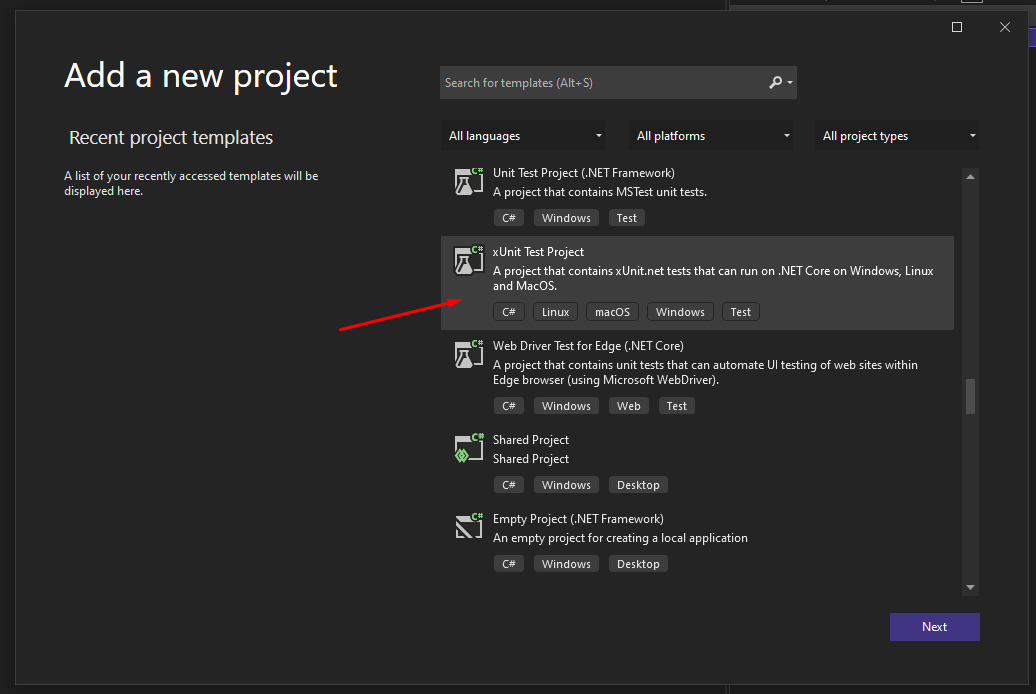 Add a new project
Recent project templates
A list of your recently accessed templates will be
displayed here.
Search for templates (Alt+S)
All languages
All platforms
All project types
C#
Unit Test Project (.NET Framework)
A project that contains MSTest unit tests.
C# Windows Test
C#
xUnit Test Project
A project that contains xUnit.net tests that can run on .NET Core on Windows, Linux
and MacOS.
C# Linux macOS Windows Test
C#
Web Driver Test for Edge (.NET Core)
A project that contains unit tests that can automate UI testing of web sites within
Edge browser (using Microsoft WebDriver).
C# Windows Web Test
C#
Shared Project
Shared Project
C# Windows Desktop
C#
Empty Project (.NET Framework)
An empty project for creating a local application
C# Windows Desktop
Next